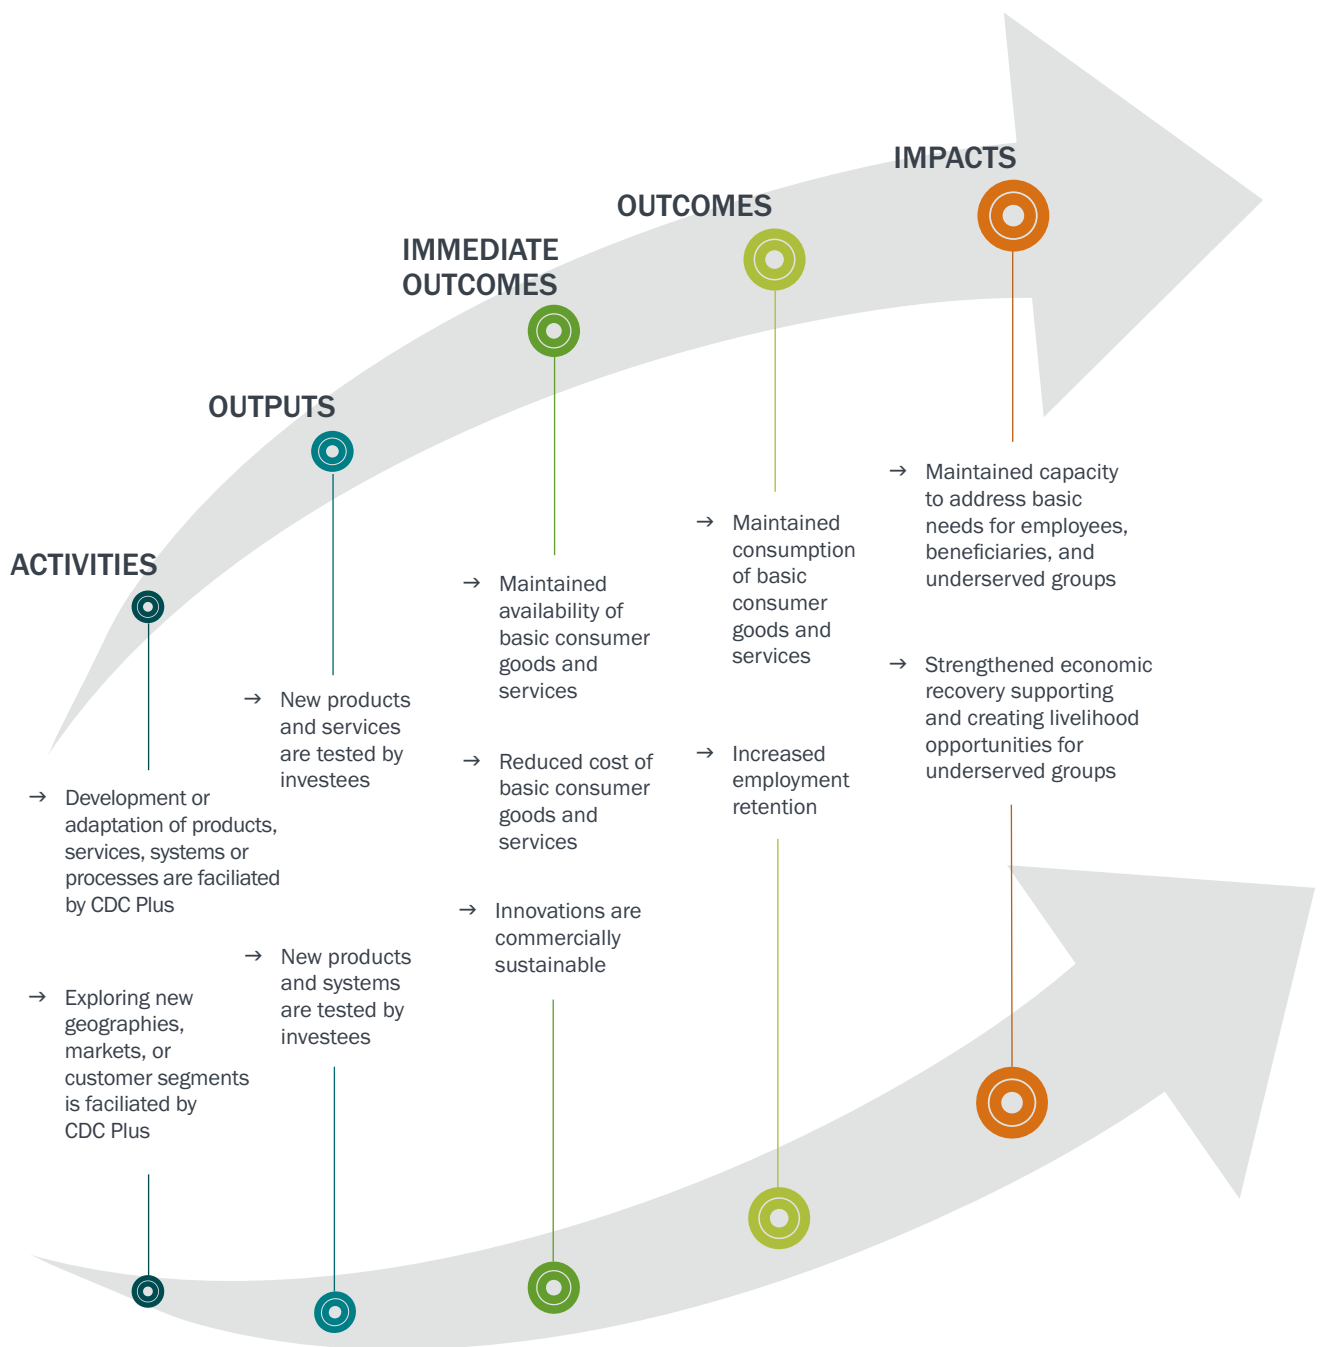 ACTIVITIES
→ Development or
adaptation of products,
services, systems or
processes are faciliated
by CDC Plus
→ Exploring new
geographies,
markets, or
customer segments
is faciliated by
CDC Plus
OUTPUTS
→ New products
and services
are tested by
investees
→ New products
and systems
are tested by
investees
IMMEDIATE
OUTCOMES
→ Maintained
availability of
basic consumer
goods and
services
→ Reduced cost of
basic consumer
goods and
services
→ Innovations are
commercially
sustainable
OUTCOMES
→ Maintained
consumption
of basic
consumer
goods and
services
→ Increased
employment
retention
IMPACTS
→ Maintained capacity
to address basic
needs for employees,
beneficiaries, and
underserved groups
→ Strengthened economic
recovery supporting
and creating livelihood
opportunities for
underserved groups